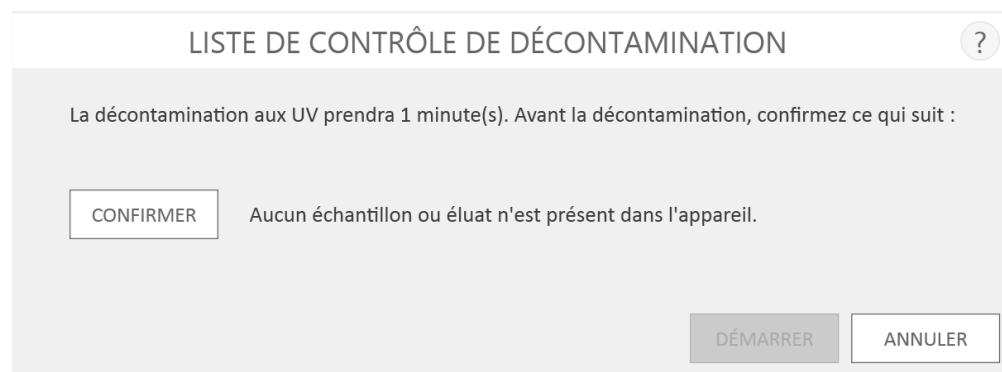 LISTE DE CONTRÔLE DE DÉCONTAMINATION
?
La décontamination aux UV prendra 1 minute(s). Avant la décontamination, confirmez ce qui suit :
CONFIRMER
Aucun échantillon ou éluat n'est présent dans l'appareil.
DÉMARRER
ANNULER